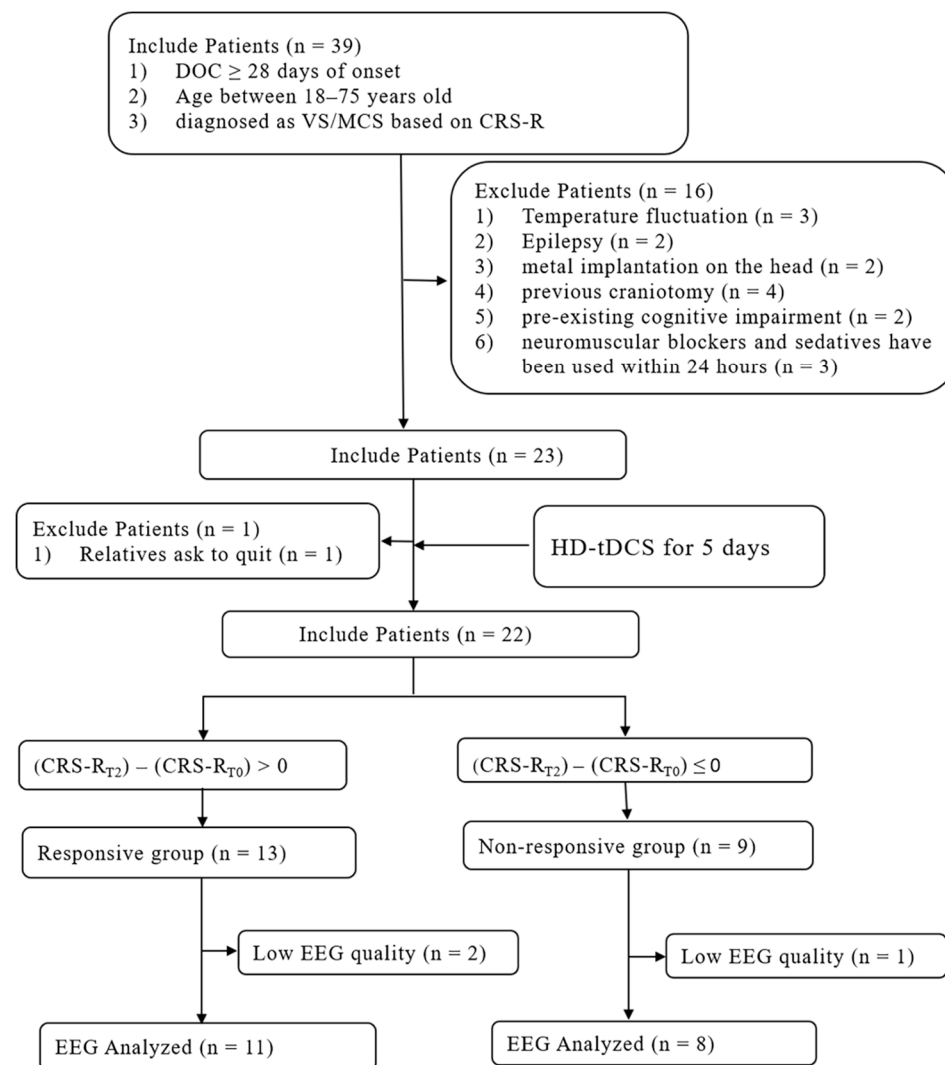 Include Patients (n = 39)
1) DOC ≥ 28 days of onset
2) Age between 18–75 years old
3) diagnosed as VS/MCS based on CRS-R
Exclude Patients (n = 16)
1) Temperature fluctuation (n = 3)
2) Epilepsy (n = 2)
3) metal implantation on the head (n = 2)
4) previous craniotomy (n = 4)
5) pre-existing cognitive impairment (n = 2)
6) neuromuscular blockers and sedatives have
been used within 24 hours (n = 3)
Include Patients (n = 23)
Exclude Patients (n = 1)
1) Relatives ask to quit (n = 1)
HD-tDCS for 5 days
Include Patients (n = 22)
(CRS-R_T2) – (CRS-R_T0) > 0
(CRS-R_T2) – (CRS-R_T0) ≤ 0
Responsive group (n = 13)
Non-responsive group (n = 9)
Low EEG quality (n = 2)
Low EEG quality (n = 1)
EEG Analyzed (n = 11)
EEG Analyzed (n = 8)